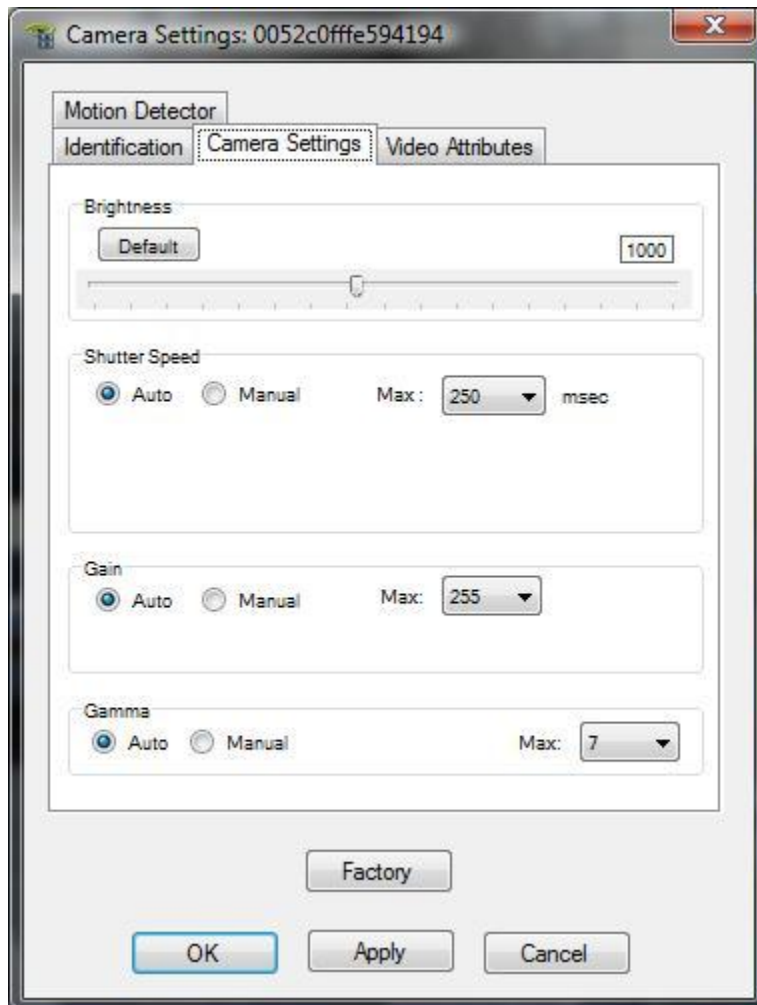 Camera Settings: 0052c0fffe594194
Motion Detector
Identification Camera Settings Video Attributes
Brightness
Default 1000
Shutter Speed
Auto Manual Max : 250 msec
Gain
Auto Manual Max: 255
Gamma
Auto Manual Max: 7
Factory
OK Apply Cancel